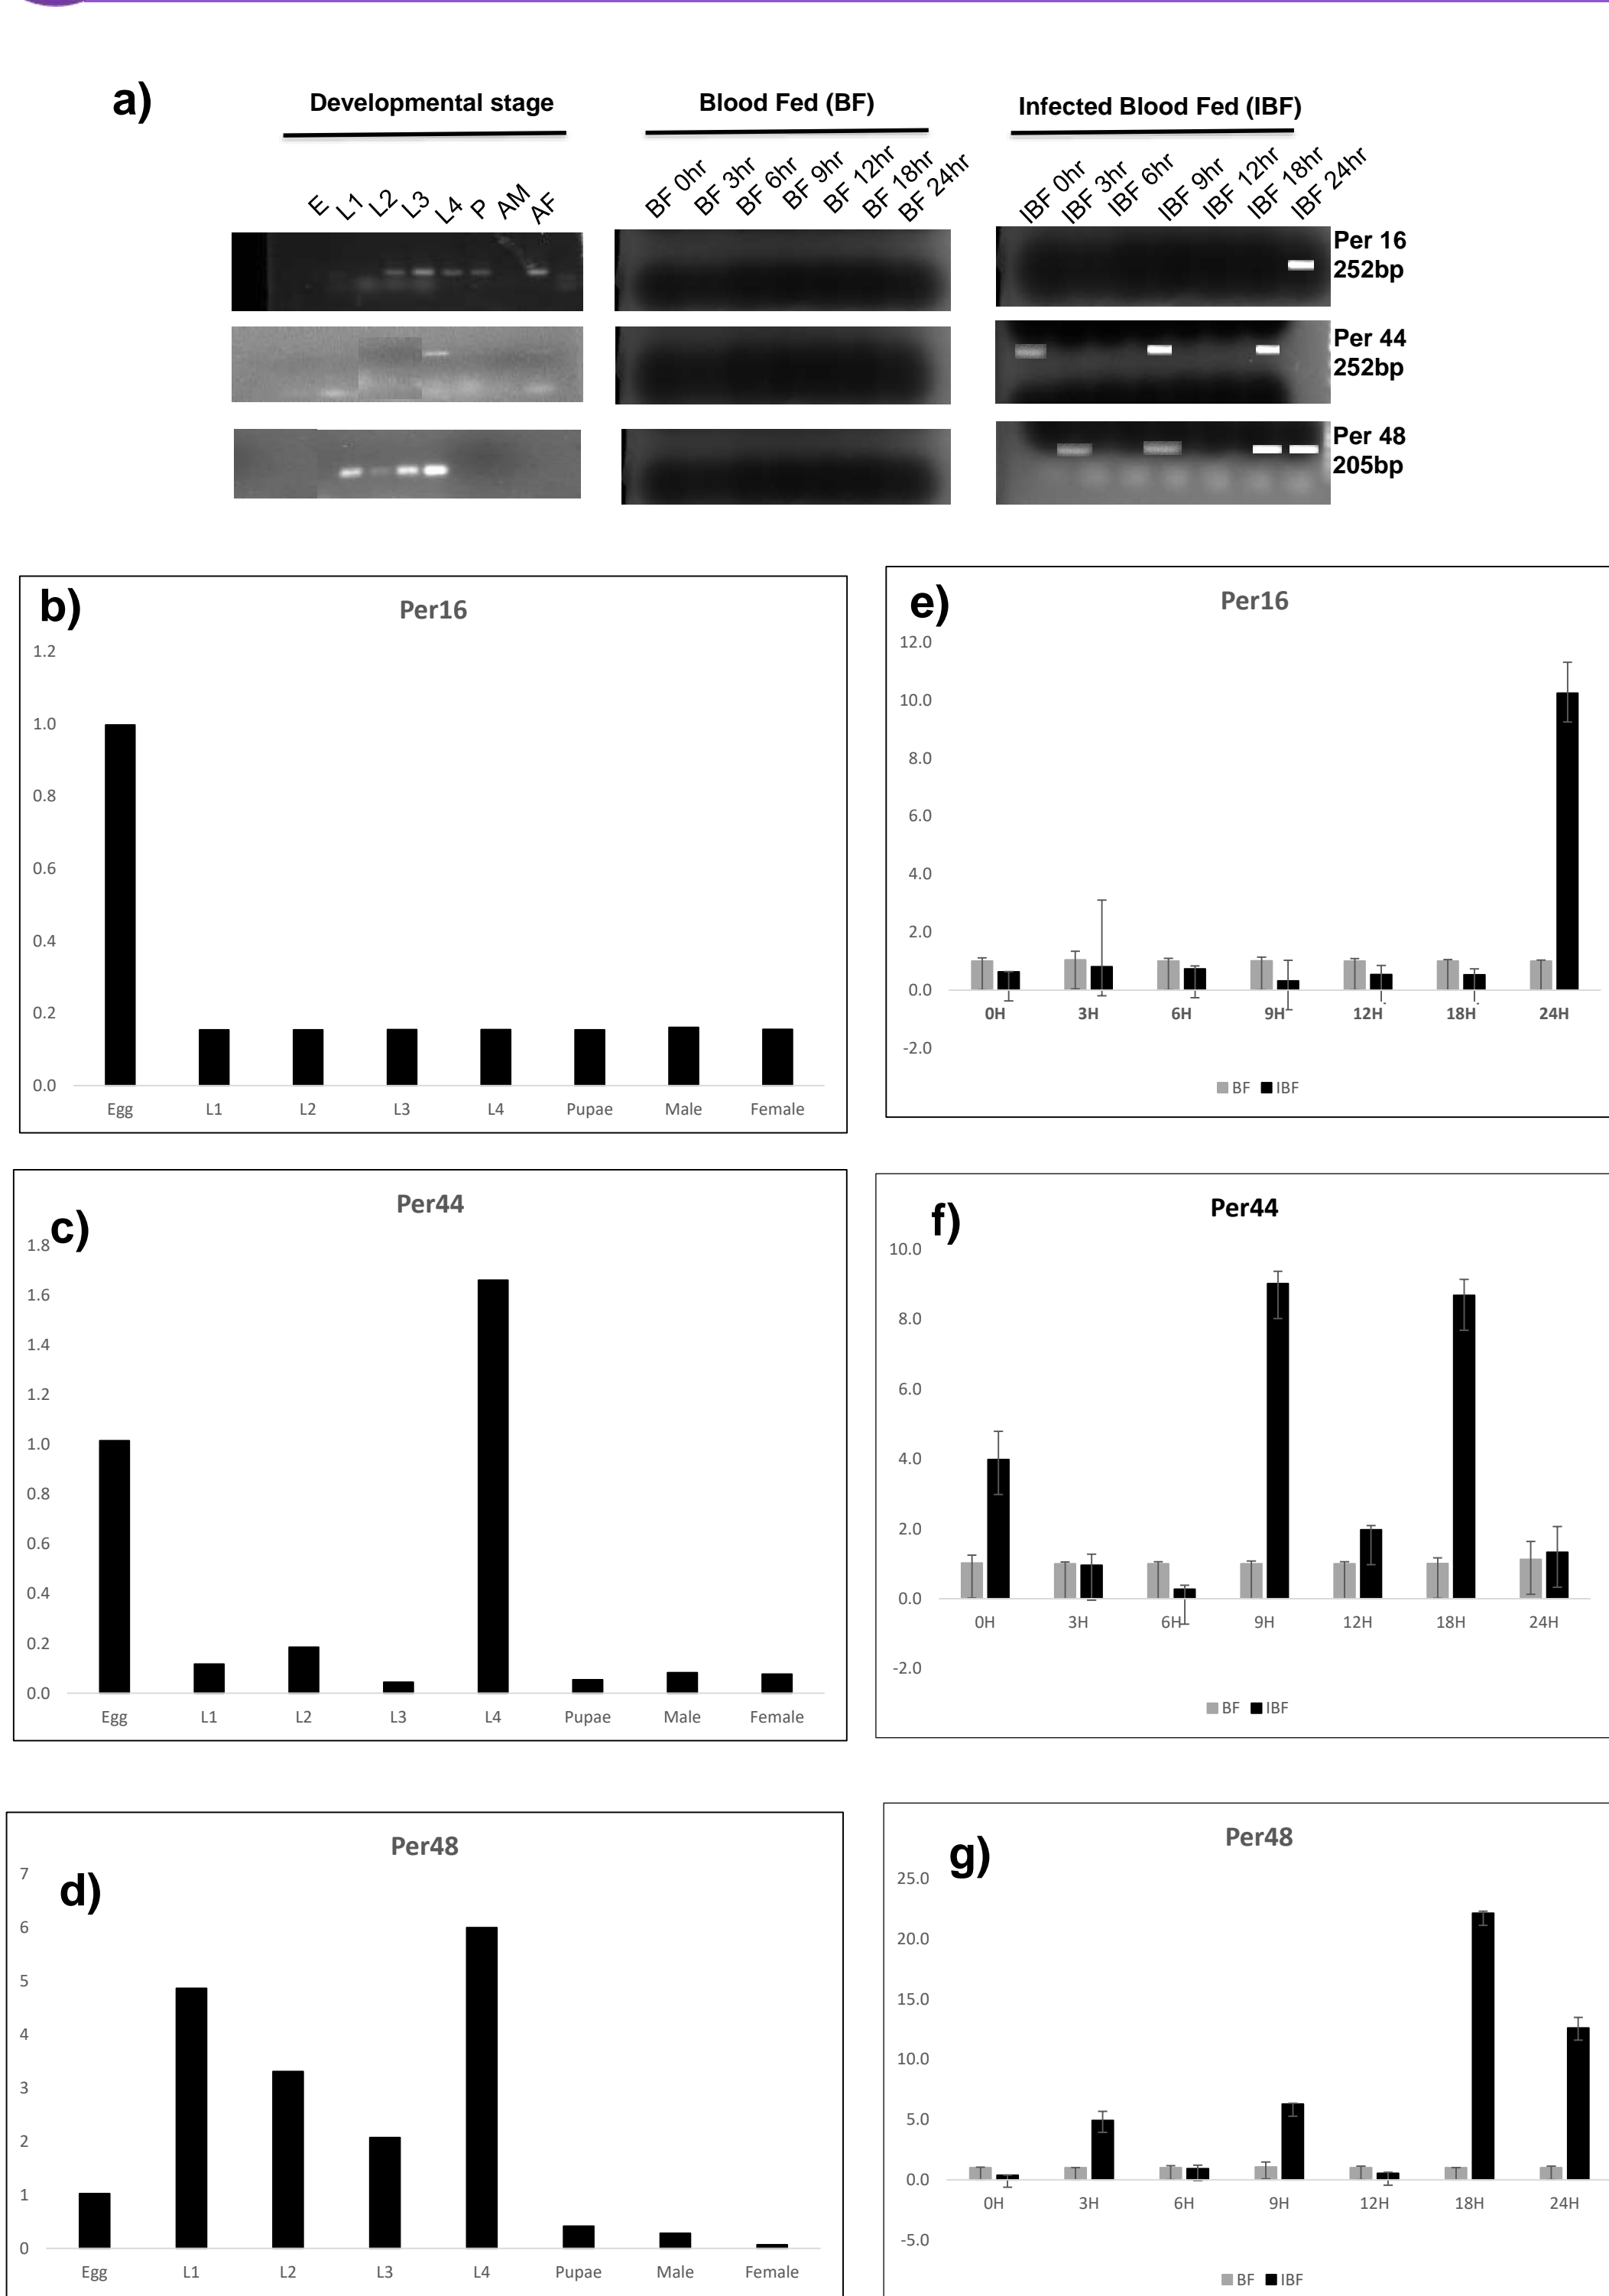 a)
Developmental stage
Blood Fed (BF)
Infected Blood Fed (IBF)
E L1 L2 L3 L4 P AM AF
BF 0hr BF 3hr BF 6hr BF 9hr BF 12hr BF 18hr BF 24hr
IBF 0hr IBF 3hr IBF 6hr IBF 9hr IBF 12hr IBF 18hr IBF 24hr
Per 16
252bp
Per 44
252bp
Per 48
205bp
b)
Per16
1.2
1.0
0.8
0.6
0.4
0.2
0.0
Egg L1 L2 L3 L4 Pupae Male Female
e)
Per16
12.0
10.0
8.0
6.0
4.0
2.0
0.0
0H 3H 6H 9H 12H 18H 24H
-2.0
BF IBF
c)
Per44
1.8
1.6
1.4
1.2
1.0
0.8
0.6
0.4
0.2
0.0
Egg L1 L2 L3 L4 Pupae Male Female
f)
Per44
10.0
8.0
6.0
4.0
2.0
0.0
0H 3H 6H 9H 12H 18H 24H
-2.0
BF IBF
d)
Per48
7
6
5
4
3
2
1
0
Egg L1 L2 L3 L4 Pupae Male Female
g)
Per48
25.0
20.0
15.0
10.0
5.0
0.0
0H 3H 6H 9H 12H 18H 24H
-5.0
BF IBF